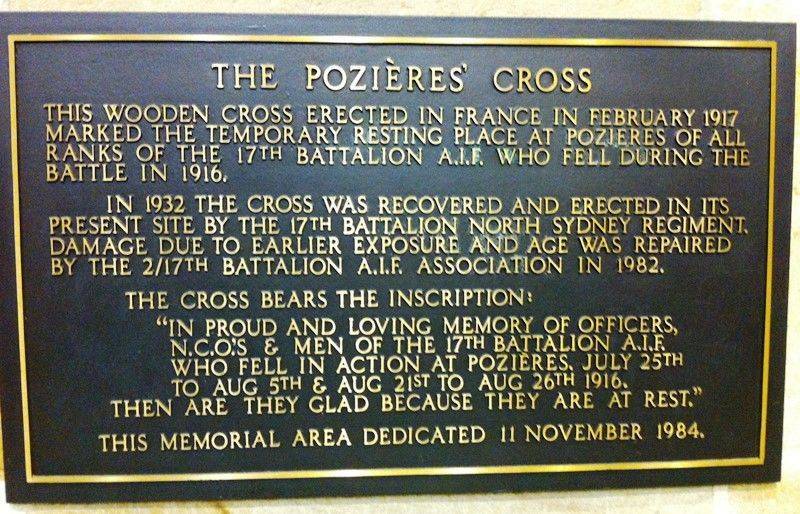 THE POZIÈRES' CROSS
THIS WOODEN CROSS ERECTED IN FRANCE IN FEBRUARY 1917
MARKED THE TEMPORARY RESTING PLACE AT POZIERES OF ALL
RANKS OF THE 17TH BATTALION A.I.F. WHO FELL DURING THE
BATTLE IN 1916.
IN 1932 THE CROSS WAS RECOVERED AND ERECTED IN ITS
PRESENT SITE BY THE 17TH BATTALION NORTH SYDNEY REGIMENT.
DAMAGE DUE TO EARLIER EXPOSURE AND AGE WAS REPAIRED
BY THE 2/17TH BATTALION A.I.F. ASSOCIATION IN 1982.
THE CROSS BEARS THE INSCRIPTION:
"IN PROUD AND LOVING MEMORY OF OFFICERS,
N.C.O.'S & MEN OF THE 17TH BATTALION A.I.F.
WHO FELL IN ACTION AT POZIÈRES. JULY 25TH
TO AUG 5TH & AUG 21ST TO AUG 26TH 1916.
THEN ARE THEY GLAD BECAUSE THEY ARE AT REST."
THIS MEMORIAL AREA DEDICATED 11 NOVEMBER 1984.